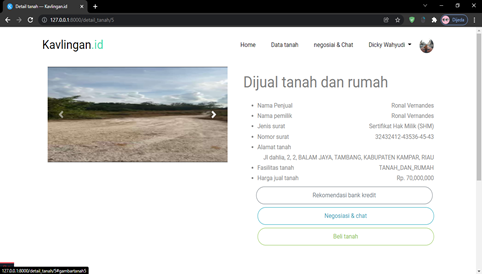 Detail tanah — Kavlingan.id
127.0.0.1:8000/detail_tanah/5
Dijeda
Kavlingan.id
Home Data tanah negosiai & Chat Dicky Wahyudi
Dijual tanah dan rumah
Nama Penjual Ronal Vernandes
Nama pemilik Ronal Vernandes
Jenis surat Sertifikat Hak Milik (SHM)
Nomor surat 32432412-43536-45-43
Alamat tanah
Jl dahlia, 2, 2, BALAM JAYA, TAMBANG, KABUPATEN KAMPAR, RIAU
Fasilitas tanah TANAH_DAN_RUMAH
Harga jual tanah Rp. 70,000,000
Rekomendasi bank kredit
Negosiasi & chat
Beli tanah
127.0.0.1:8000/detail_tanah/5#gambartanah5